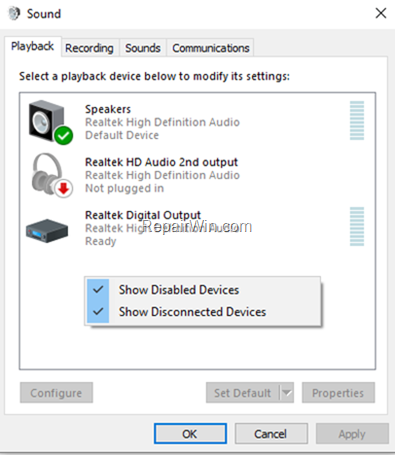 Sound
Playback Recording Sounds Communications
Select a playback device below to modify its settings:
Speakers
Realtek High Definition Audio
Default Device
Realtek HD Audio 2nd output
Realtek High Definition Audio
Not plugged in
Realtek Digital Output
Realtek High Definition Audio
RepairWin.com
Ready
Show Disabled Devices
Show Disconnected Devices
Configure Set Default Properties
OK Cancel Apply